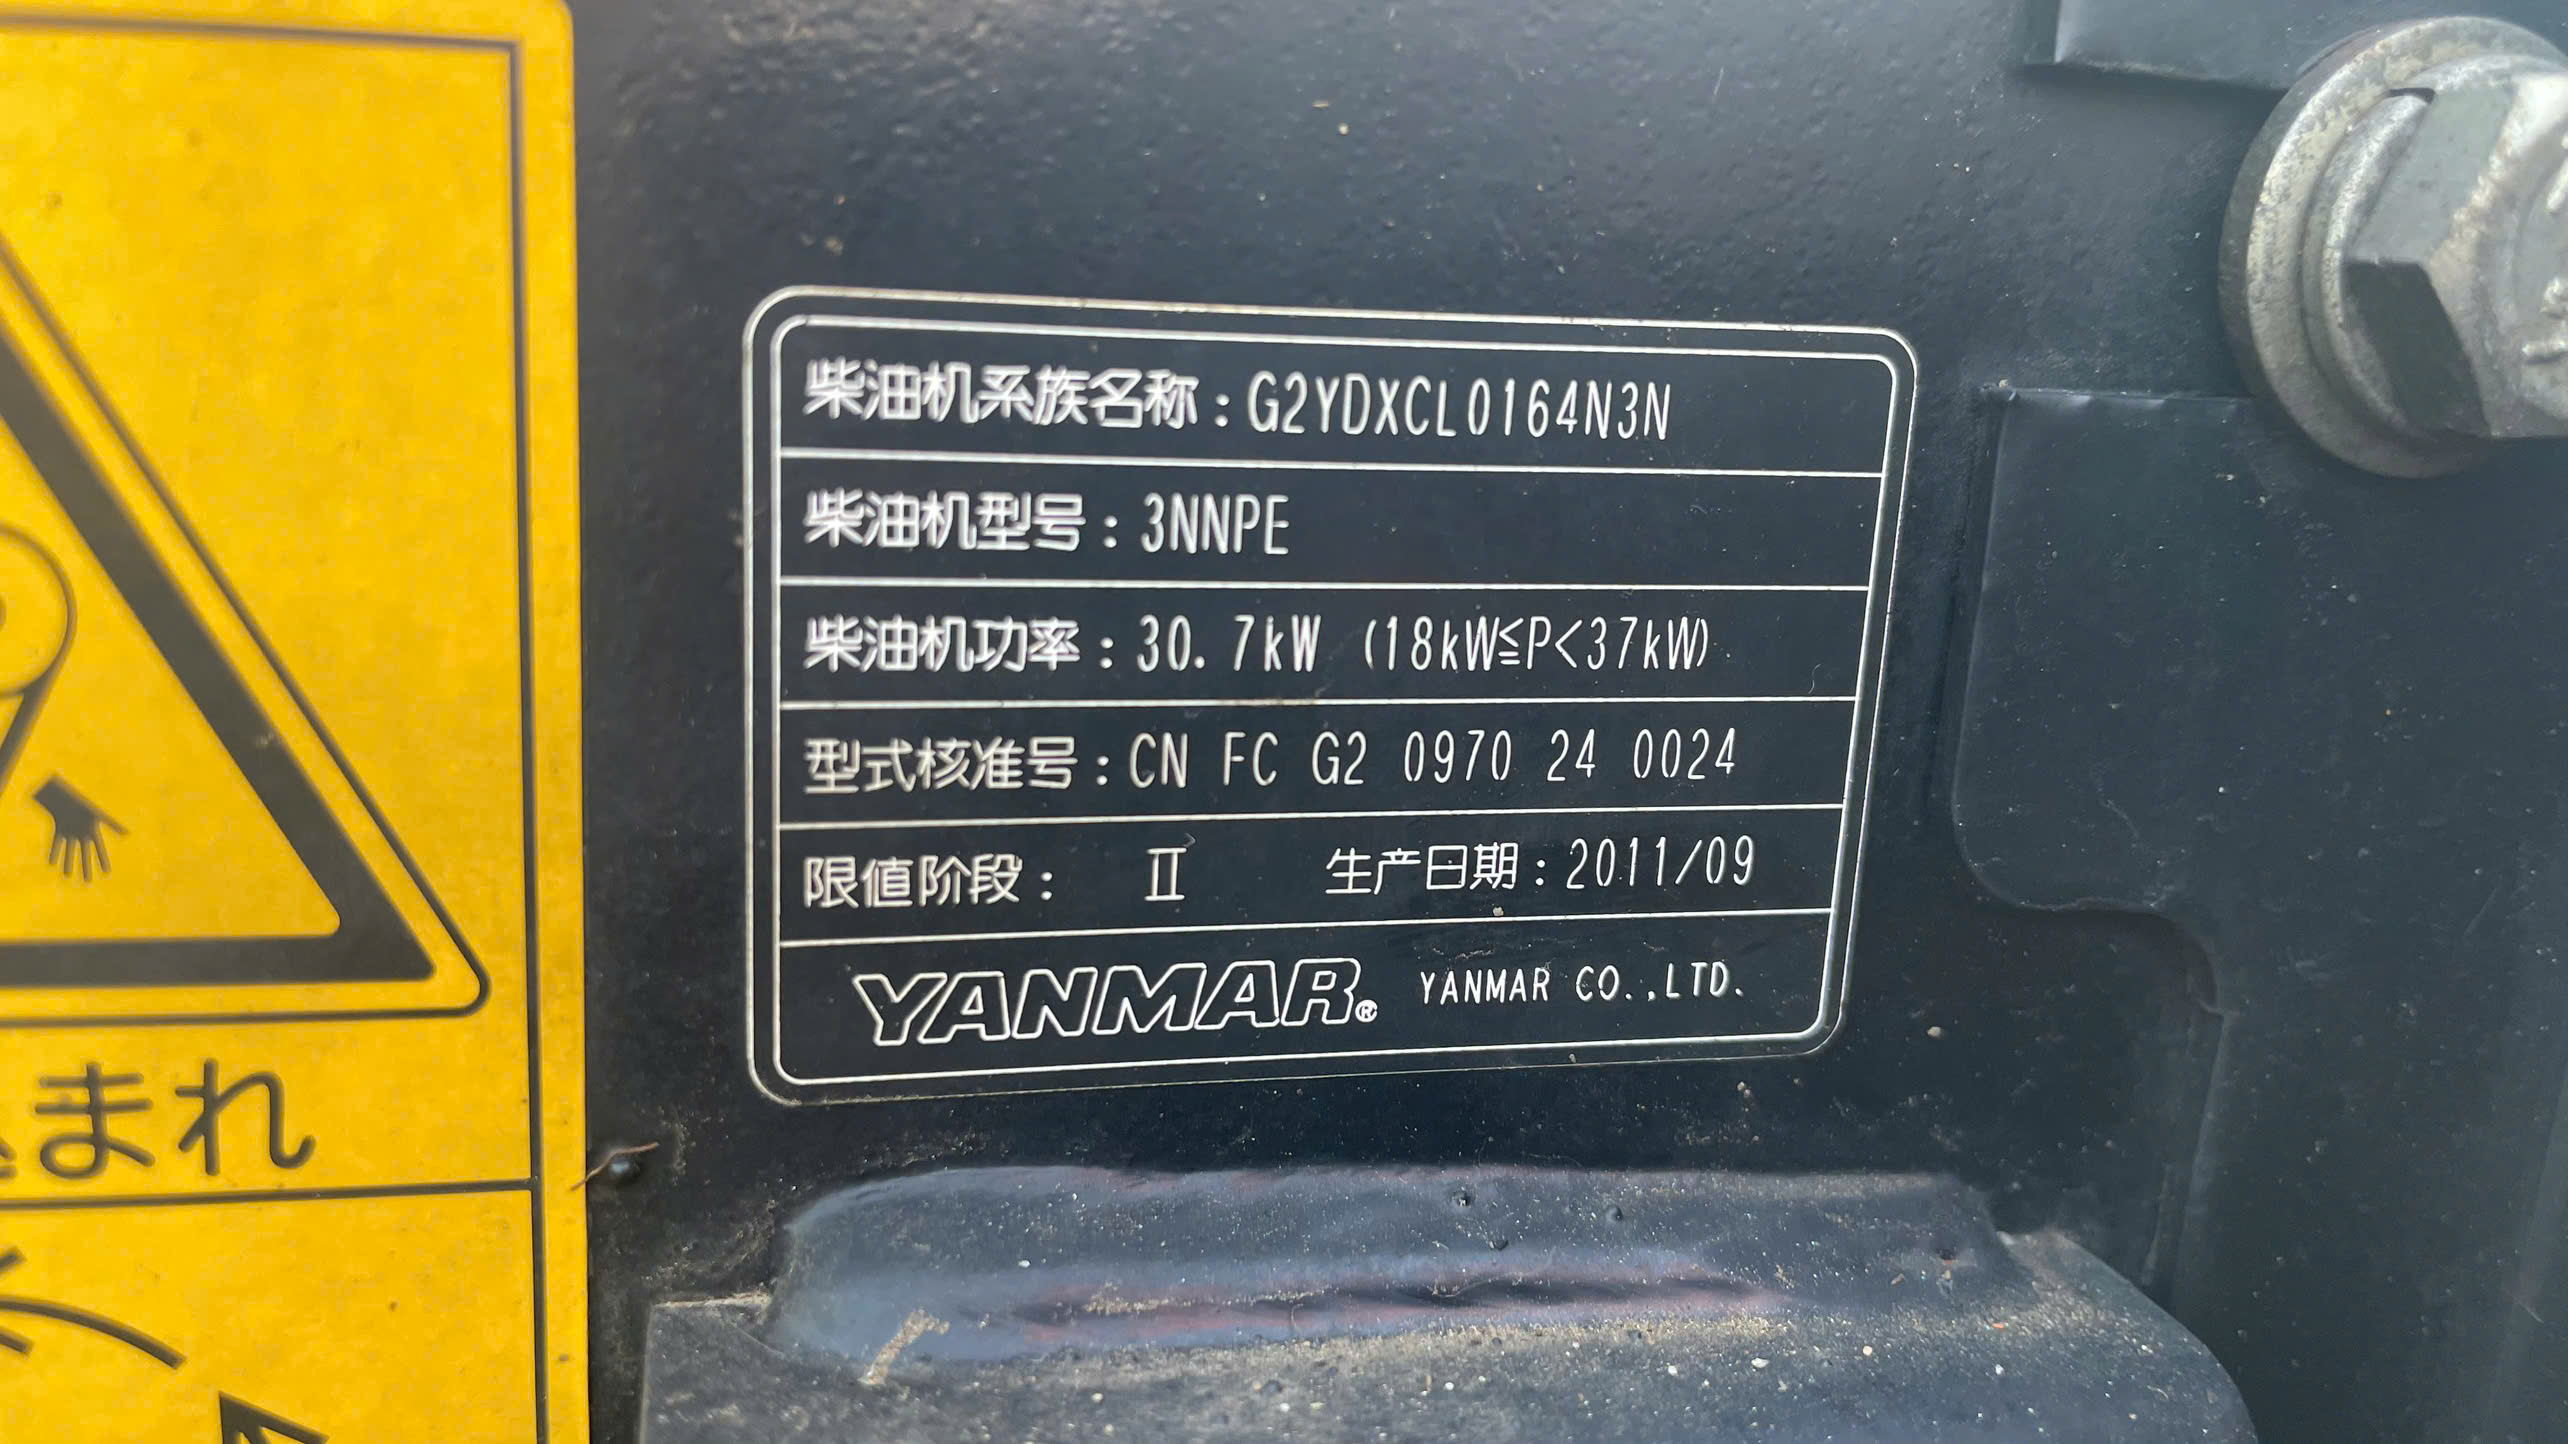 柴油机系族名称：G2YDXCL0164N3N
柴油机型号：3NNPE
柴油机功率：30.7kW (18kW≦P<37kW)
型式核准号：CN FC G2 0970 24 0024
限值阶段： Ⅱ 生产日期：2011/09
YANMAR® YANMAR CO.,LTD.
まれ